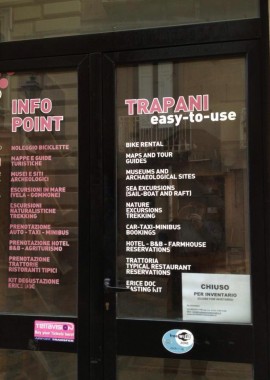 INFO
POINT
NOLEGGIO BICICLETTE
MAPPE E GUIDE
TURISTICHE
MUSEI E SITI
ARCHEOLOGICI
ESCURSIONI IN MARE
(VELA - GOMMONE)
ESCURSIONI
NATURALISTICHE
TREKKING
PRENOTAZIONE
AUTO - TAXI - MINIBUS
PRENOTAZIONE HOTEL
B&B - AGRITURISMO
PRENOTAZIONE
TRATTORIE
RISTORANTI TIPICI
KIT DEGUSTAZIONE
ERICE DOC
TRAPANI
easy-to-use
BIKE RENTAL
MAPS AND TOUR
GUIDES
MUSEUMS AND
ARCHAEOLOGICAL SITES
SEA EXCURSIONS
(SAIL-BOAT AND RAFT)
NATURE
EXCURSIONS
TREKKING
CAR-TAXI-MINIBUS
BOOKINGS
HOTEL - B&B - FARMHOUSE
RESERVATIONS
TRATTORIA
TYPICAL RESTAURANT
RESERVATIONS
ERICE DOC
TASTING KIT
CHIUSO
PER INVENTARIO